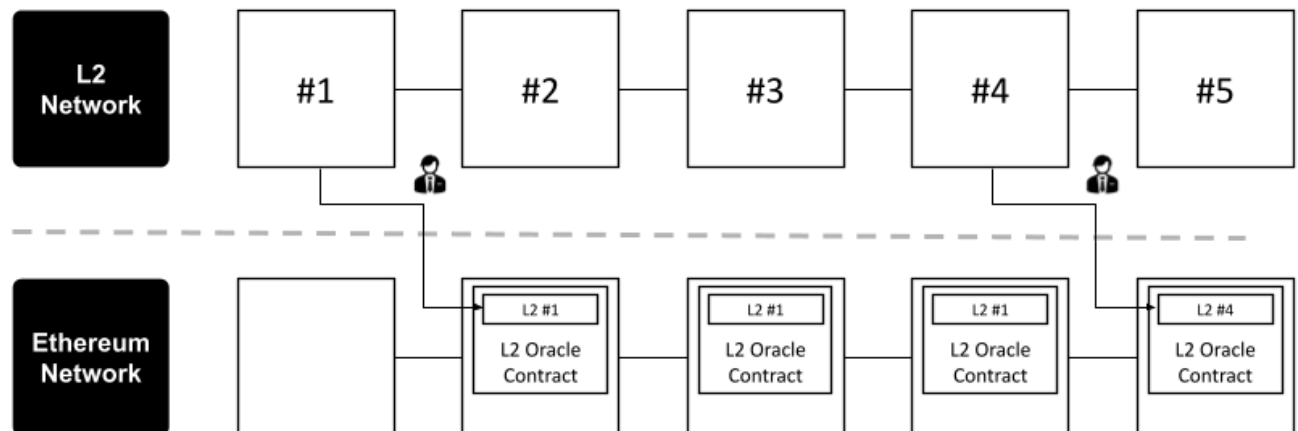 L2
Network
#1
#2
#3
#4
#5
Ethereum
Network
L2 #1
L2 Oracle
Contract
L2 #1
L2 Oracle
Contract
L2 #1
L2 Oracle
Contract
L2 #4
L2 Oracle
Contract